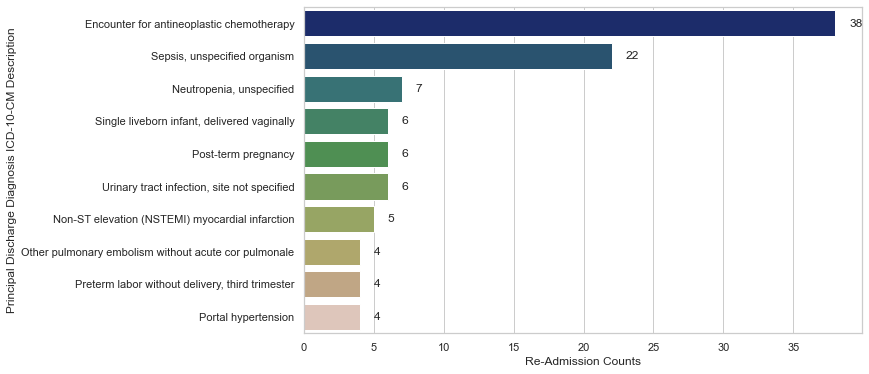 Principal Discharge Diagnosis ICD-10-CM Description
Encounter for antineoplastic chemotherapy 38
Sepsis, unspecified organism 22
Neutropenia, unspecified 7
Single liveborn infant, delivered vaginally 6
Post-term pregnancy 6
Urinary tract infection, site not specified 6
Non-ST elevation (NSTEMI) myocardial infarction 5
Other pulmonary embolism without acute cor pulmonale 4
Preterm labor without delivery, third trimester 4
Portal hypertension 4
0 5 10 15 20 25 30 35
Re-Admission Counts